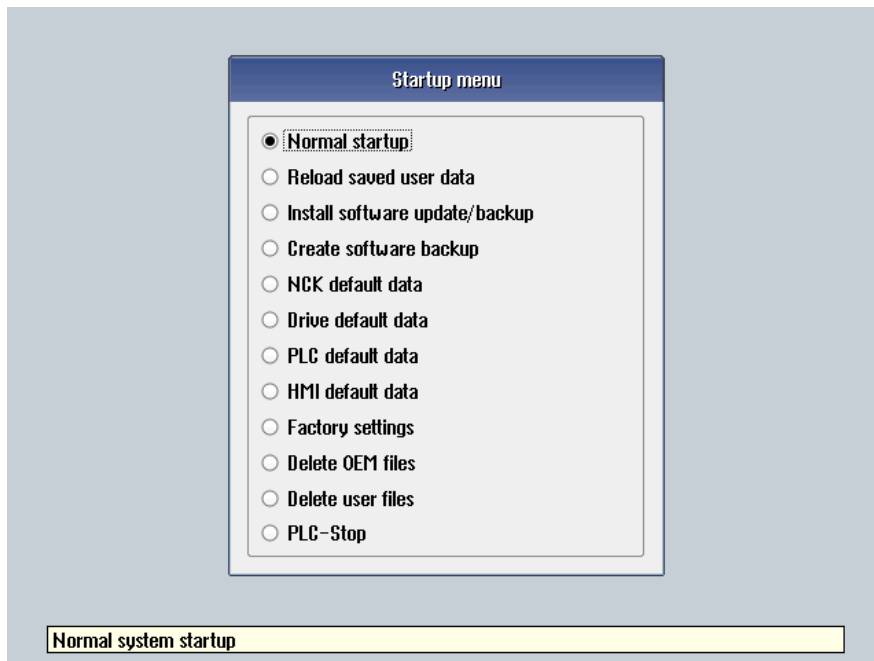 Startup menu
Normal startup
Reload saved user data
Install software update/backup
Create software backup
NCK default data
Drive default data
PLC default data
HMI default data
Factory settings
Delete OEM files
Delete user files
PLC-Stop
Normal system startup